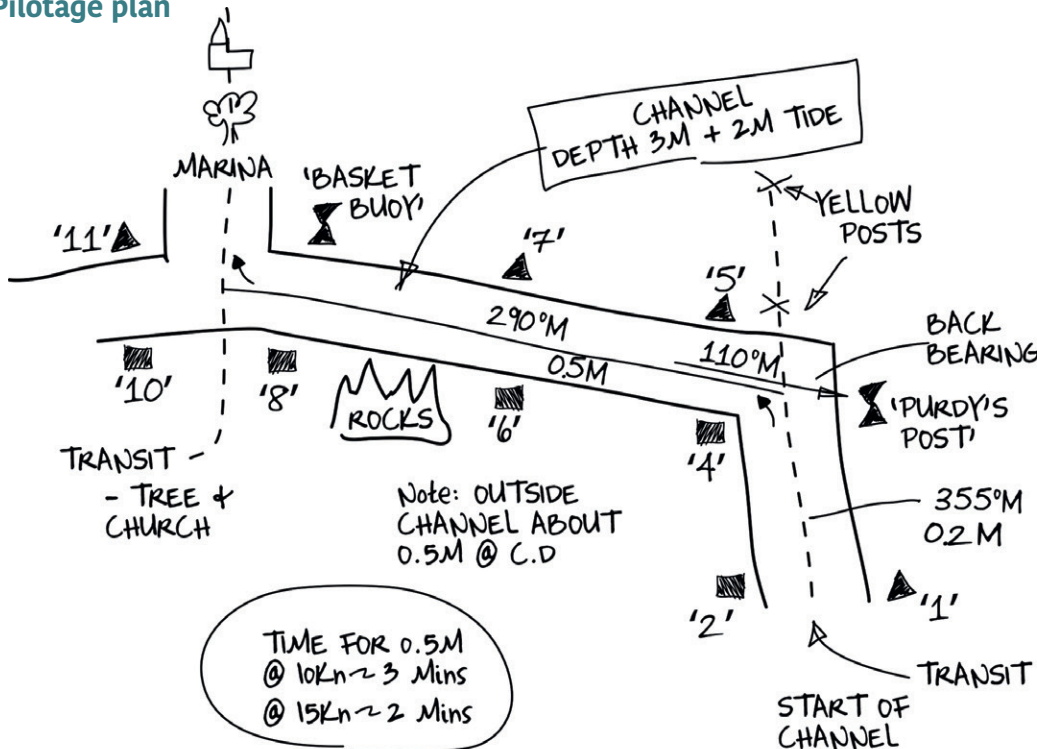 Pilotage plan
CHANNEL
DEPTH 3M + 2M TIDE
MARINA
'BASKET
BUOY'
YELLOW
POSTS
'11'
'7'
'5'
290°M
0.5M
110°M
BACK
BEARING
'10'
'8'
ROCKS
'6'
'4'
'PURDY'S
POST'
TRANSIT
- TREE &
CHURCH
Note: OUTSIDE
CHANNEL ABOUT
0.5M @ C.D
355°M
0.2M
'2'
'1'
TIME FOR 0.5M
@ 10Kn ~ 3 Mins
@ 15Kn ~ 2 Mins
TRANSIT
START OF
CHANNEL